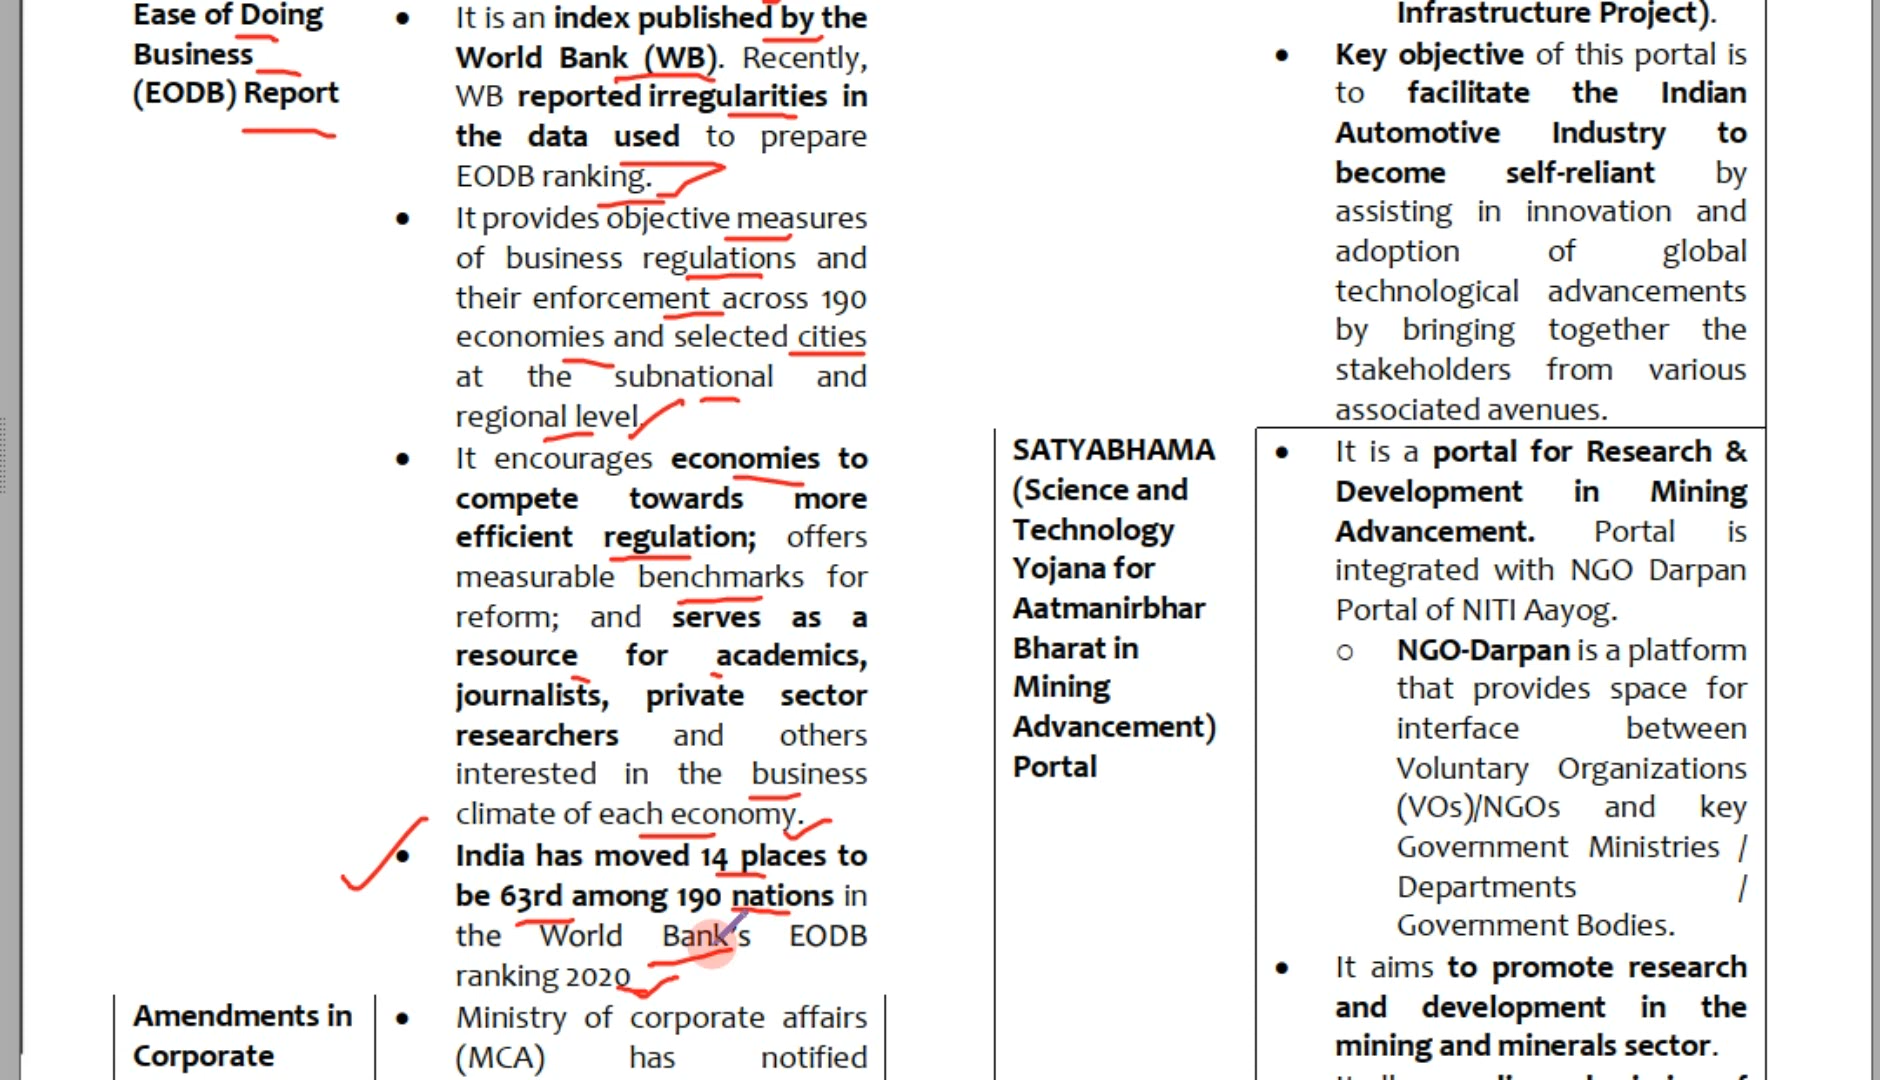 Ease of Doing
Business
(EODB) Report
• It is an index published by the
World Bank (WB). Recently,
WB reported irregularities in
the data used to prepare
EODB ranking.
• It provides objective measures
of business regulations and
their enforcement across 190
economies and selected cities
at the subnational and
regional level.
• It encourages economies to
compete towards more
efficient regulation; offers
measurable benchmarks for
reform; and serves as a
resource for academics,
journalists, private sector
researchers and others
interested in the business
climate of each economy.
• India has moved 14 places to
be 63rd among 190 nations in
the World Bank's EODB
ranking 2020
Amendments in
Corporate
• Ministry of corporate affairs
(MCA) has notified
Infrastructure Project).
• Key objective of this portal is
to facilitate the Indian
Automotive Industry to
become self-reliant by
assisting in innovation and
adoption of global
technological advancements
by bringing together the
stakeholders from various
associated avenues.
SATYABHAMA
(Science and
Technology
Yojana for
Aatmanirbhar
Bharat in
Mining
Advancement)
Portal
• It is a portal for Research &
Development in Mining
Advancement. Portal is
integrated with NGO Darpan
Portal of NITI Aayog.
○ NGO-Darpan is a platform
that provides space for
interface between
Voluntary Organizations
(VOs)/NGOs and key
Government Ministries /
Departments /
Government Bodies.
• It aims to promote research
and development in the
mining and minerals sector.